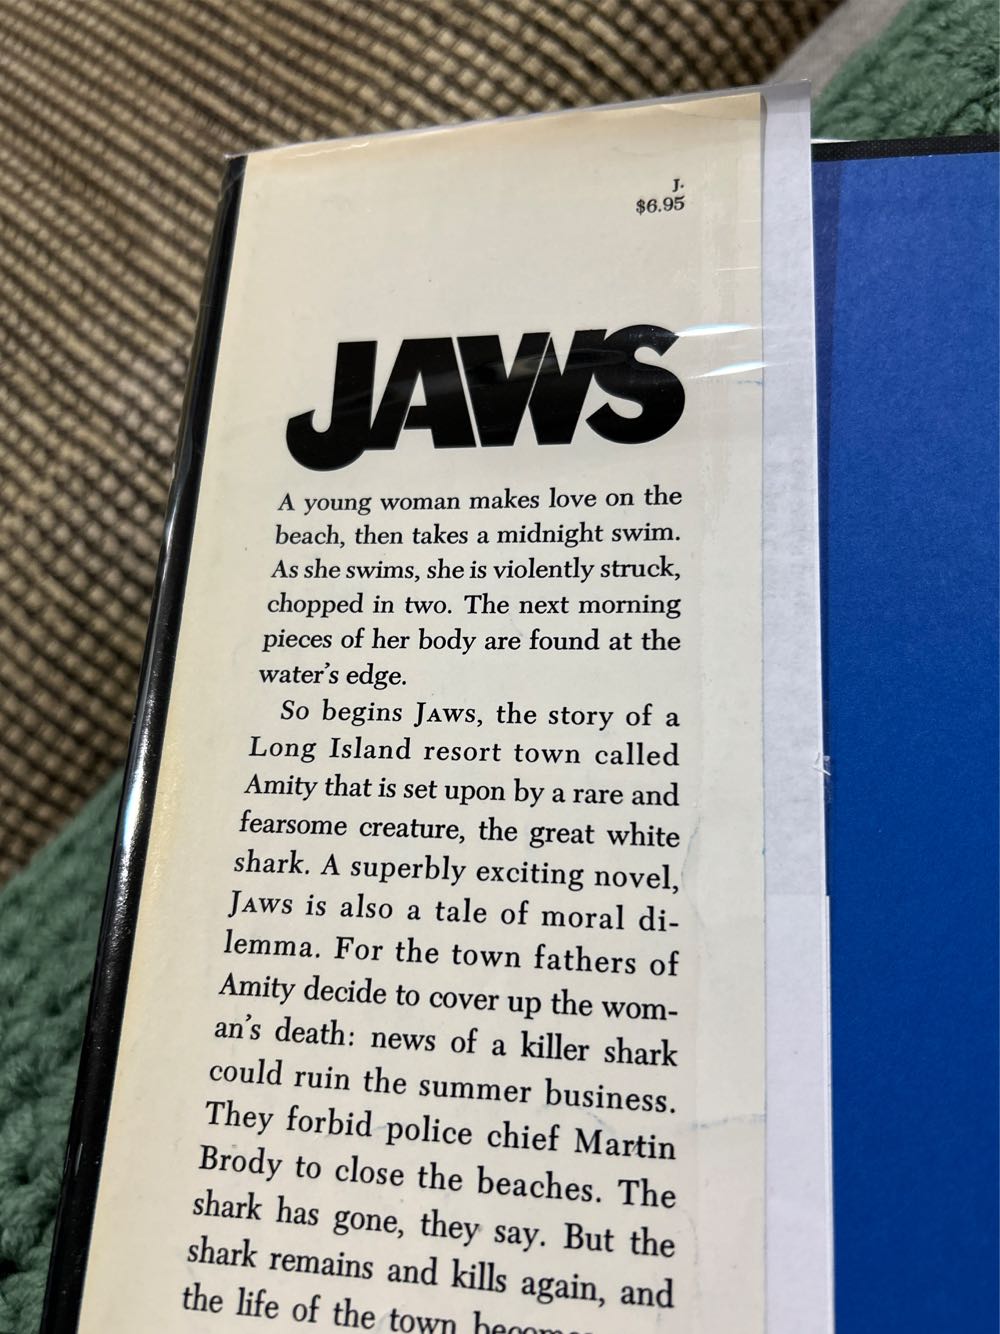 J.
$6.95
JAWS
A young woman makes love on the
beach, then takes a midnight swim.
As she swims, she is violently struck,
chopped in two. The next morning
pieces of her body are found at the
water's edge.
So begins JAWS, the story of a
Long Island resort town called
Amity that is set upon by a rare and
fearsome creature, the great white
shark. A superbly exciting novel,
JAWS is also a tale of moral di-
lemma. For the town fathers of
Amity decide to cover up the wom-
an's death: news of a killer shark
could ruin the summer business.
They forbid police chief Martin
Brody to close the beaches. The
shark has gone, they say. But the
shark remains and kills again, and
the life of the town